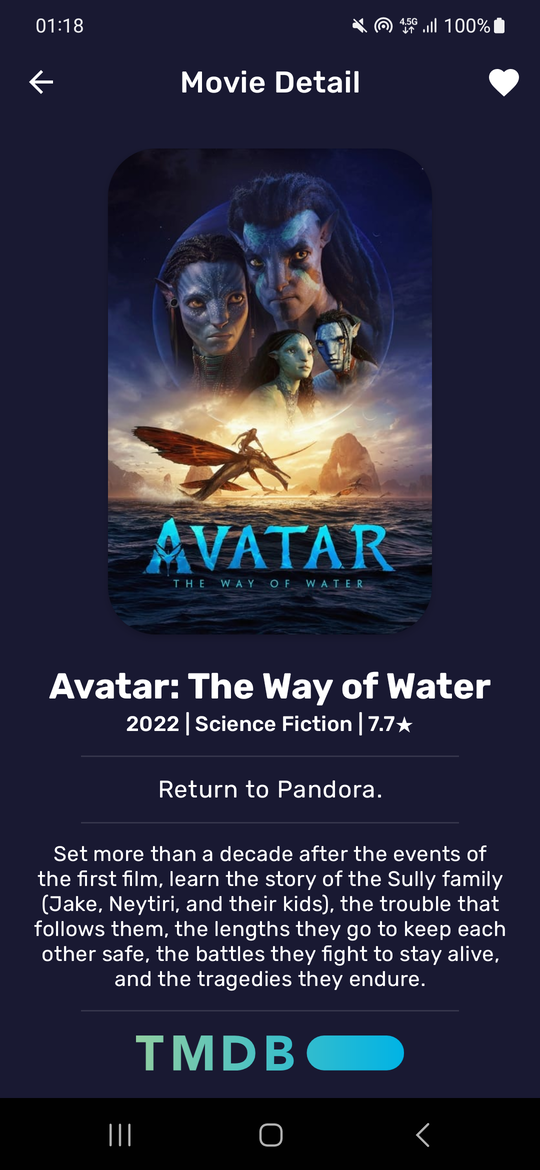 01:18
4.5G
100%
Movie Detail
AVATAR
THE WAY OF WATER
Avatar: The Way of Water
2022 | Science Fiction | 7.7★
Return to Pandora.
Set more than a decade after the events of
the first film, learn the story of the Sully family
(Jake, Neytiri, and their kids), the trouble that
follows them, the lengths they go to keep each
other safe, the battles they fight to stay alive,
and the tragedies they endure.
TMDB